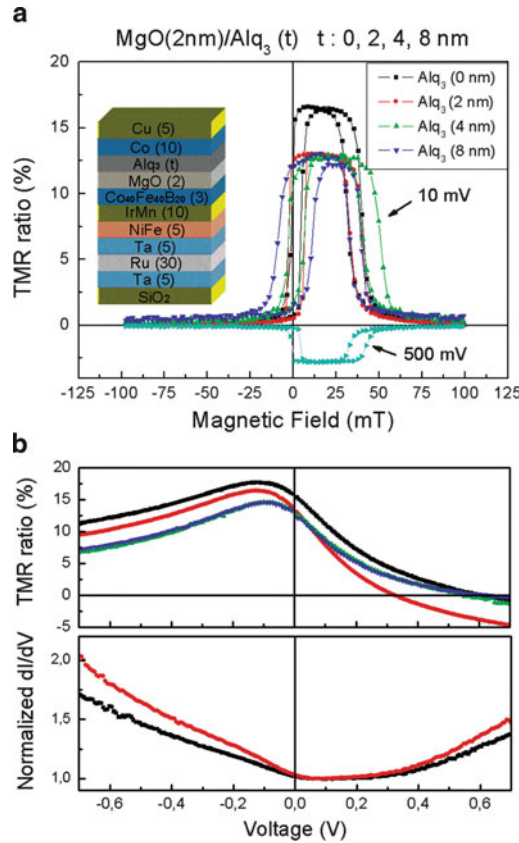 a
MgO(2nm)/Alq₃ (t) t : 0, 2, 4, 8 nm
TMR ratio (%)
20
15
10
5
0
Cu (5)
Co (10)
Alq₃ (t)
MgO (2)
Co₄₀Fe₄₀B₂₀ (3)
IrMn (10)
NiFe (5)
Ta (5)
Ru (30)
Ta (5)
SiO₂
Alq₃ (0 nm)
Alq₃ (2 nm)
Alq₃ (4 nm)
Alq₃ (8 nm)
10 mV
500 mV
-125 -100 -75 -50 -25 0 25 50 75 100 125
Magnetic Field (mT)
b
TMR ratio (%)
20
15
10
5
0
-5
Normalized dI/dV
2,0
1,5
1,0
-0,6 -0,4 -0,2 0,0 0,2 0,4 0,6
Voltage (V)